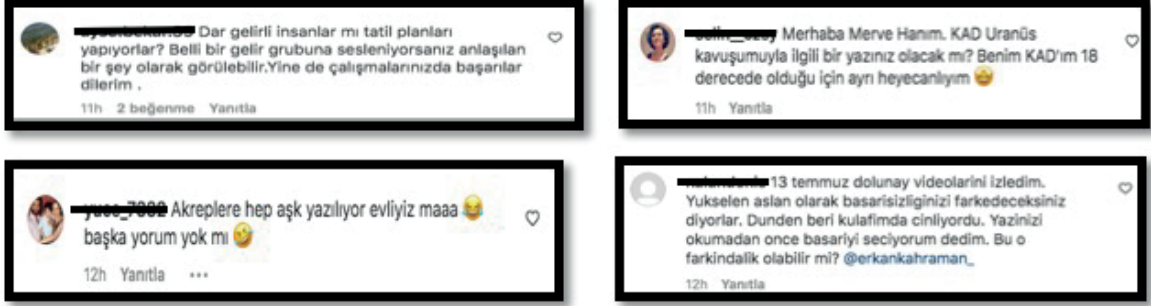 Dar gelirli insanlar mı tatil planları
yapıyorlar? Belli bir gelir grubuna sesleniyorsanız anlaşılan
bir şey olarak görülebilir.Yine de çalışmalarınızda başarılar
dilerim .
11h 2 beğenme Yanıtla
Merhaba Merve Hanım. KAD Uranüs
kavuşumuyla ilgili bir yazınız olacak mı? Benim KAD'ım 18
derecede olduğu için ayrı heyecanlıyım 🤩
11h Yanıtla
Akreplere hep aşk yazılıyor evliyiz maaa 😂
başka yorum yok mı 🤣
12h Yanıtla ...
13 temmuz dolunay videolarini izledim.
Yukselen aslan olarak basarisizliginizi farkedeceksiniz
diyorlar. Dunden beri kulafimda cinliyordu. Yazinizi
okumadan once basariyi seciyorum dedim. Bu o
farkindalik olabilir mi? @erkankahraman_
12h Yanıtla